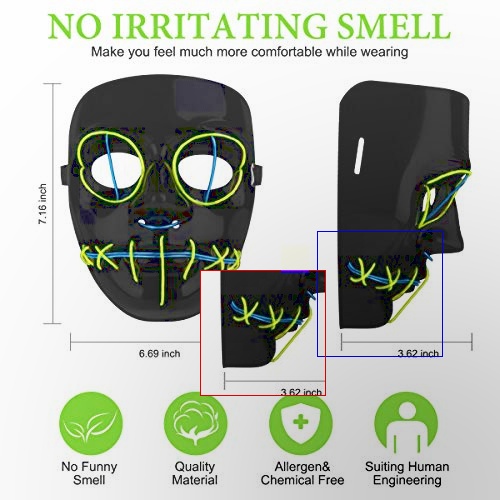 NO IRRITATING SMELL
Make you feel much more comfortable while wearing
7.16 inch
6.69 inch
3.62 inch
3.62 inch
No Funny
Smell
Quality
Material
Allergen&
Chemical Free
Suiting Human
Engineering